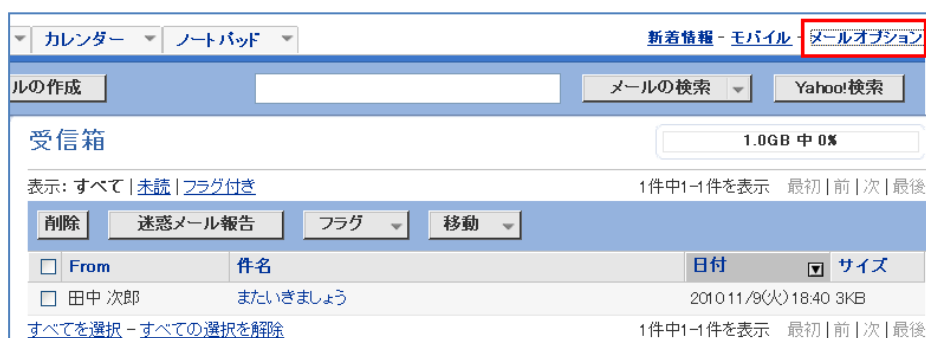 カレンダー ノートパッド 新着情報 - モバイル - メールオプション
ルの作成 メールの検索 Yahoo!検索
受信箱 1.0GB 中 0%
表示: すべて | 未読 | フラグ付き 1件中1-1件を表示 最初 | 前 | 次 | 最後
削除 迷惑メール報告 フラグ 移動
From 件名 日付 サイズ
田中 次郎 またいきましょう 2010 11/9(火) 18:40 3KB
すべてを選択 - すべての選択を解除 1件中1-1件を表示 最初 | 前 | 次 | 最後